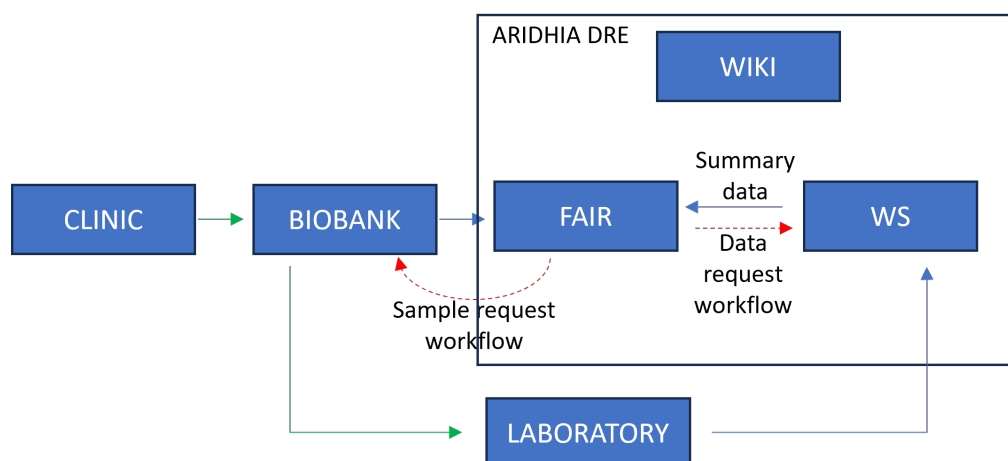 ARIDHIA DRE
WIKI
CLINIC
BIOBANK
FAIR
Summary
data
WS
Data
request
workflow
Sample request
workflow
LABORATORY